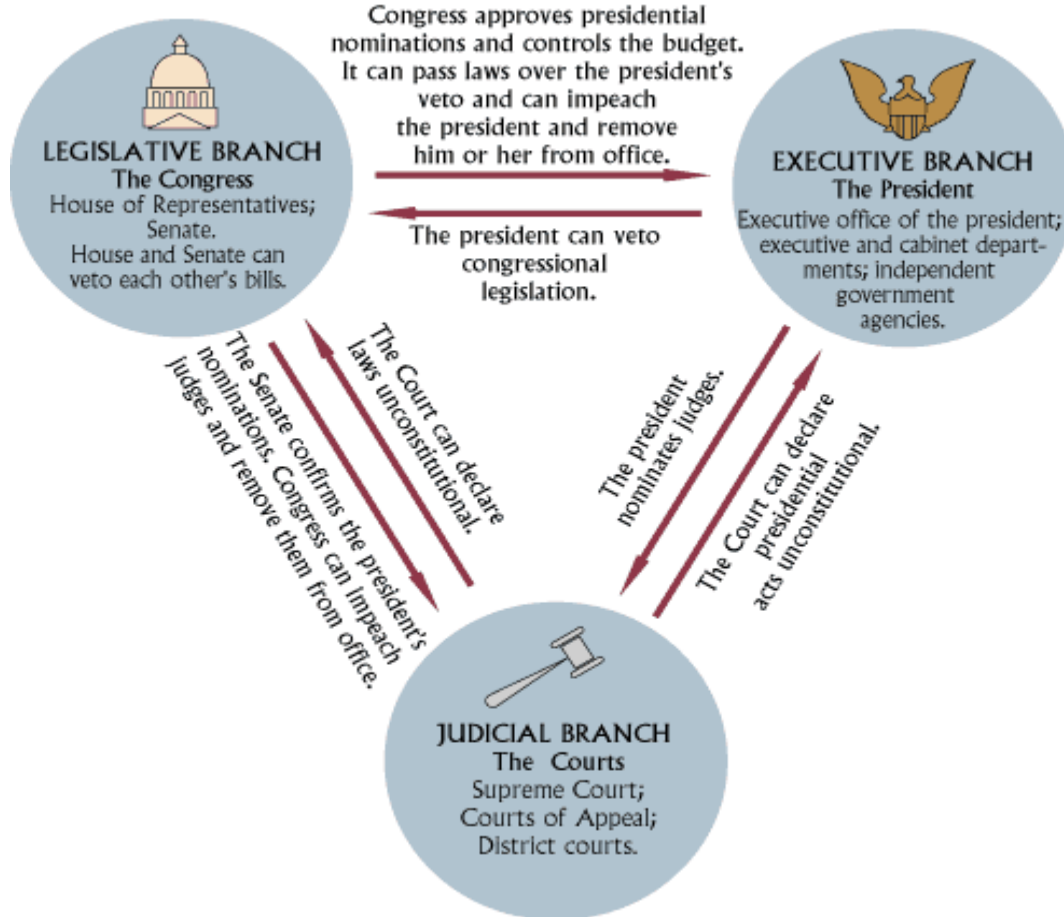 Congress approves presidential
nominations and controls the budget.
It can pass laws over the president's
veto and can impeach
the president and remove
him or her from office.
LEGISLATIVE BRANCH
The Congress
House of Representatives;
Senate.
House and Senate can
veto each other's bills.
EXECUTIVE BRANCH
The President
Executive office of the president;
executive and cabinet depart-
ments; independent
government
agencies.
The president can veto
congressional
legislation.
The Senate confirms the president's
nominations. Congress can impeach
judges and remove them from office.
The Court can declare
laws unconstitutional.
The president
nominates judges.
The Court can declare
presidential
acts unconstitutional.
JUDICIAL BRANCH
The Courts
Supreme Court;
Courts of Appeal;
District courts.